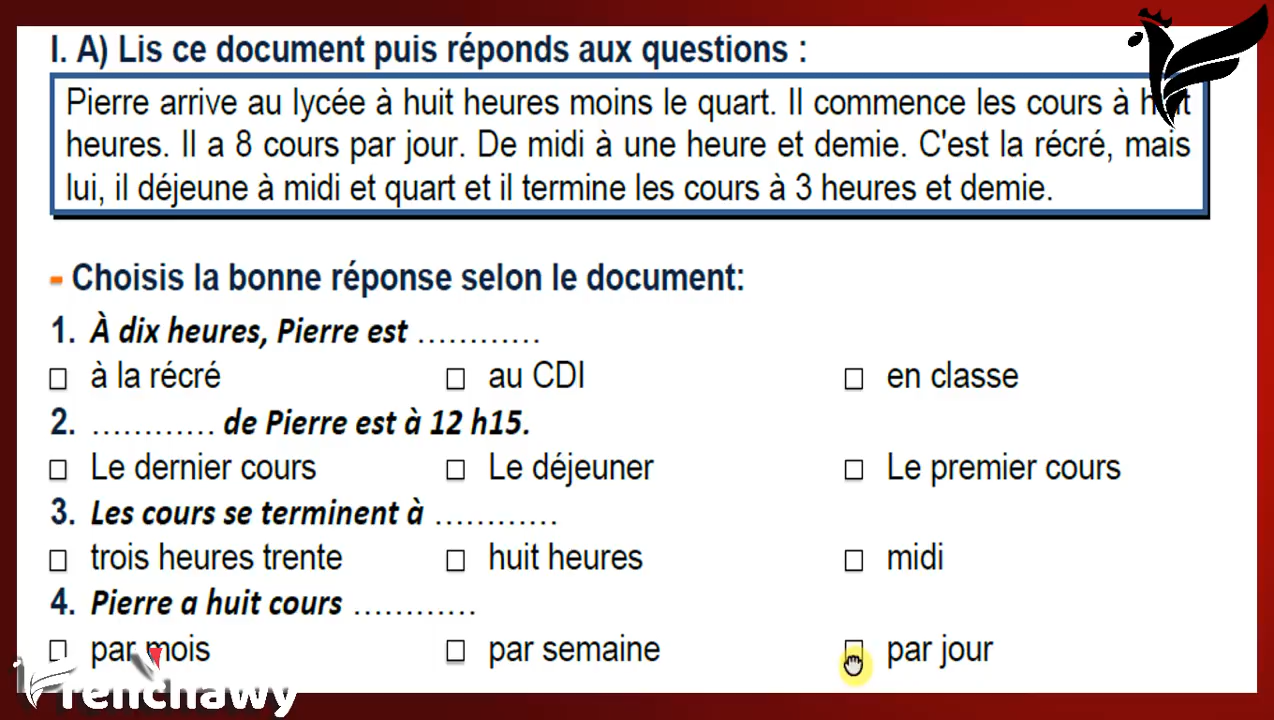 I. A) Lis ce document puis réponds aux questions :
Pierre arrive au lycée à huit heures moins le quart. Il commence les cours à huit
heures. Il a 8 cours par jour. De midi à une heure et demie. C'est la récré, mais
lui, il déjeune à midi et quart et il termine les cours à 3 heures et demie.
- Choisis la bonne réponse selon le document:
1. À dix heures, Pierre est …………
□ à la récré □ au CDI □ en classe
2. ………… de Pierre est à 12 h15.
□ Le dernier cours □ Le déjeuner □ Le premier cours
3. Les cours se terminent à …………
□ trois heures trente □ huit heures □ midi
4. Pierre a huit cours …………
□ par mois □ par semaine □ par jour
Frenchawy